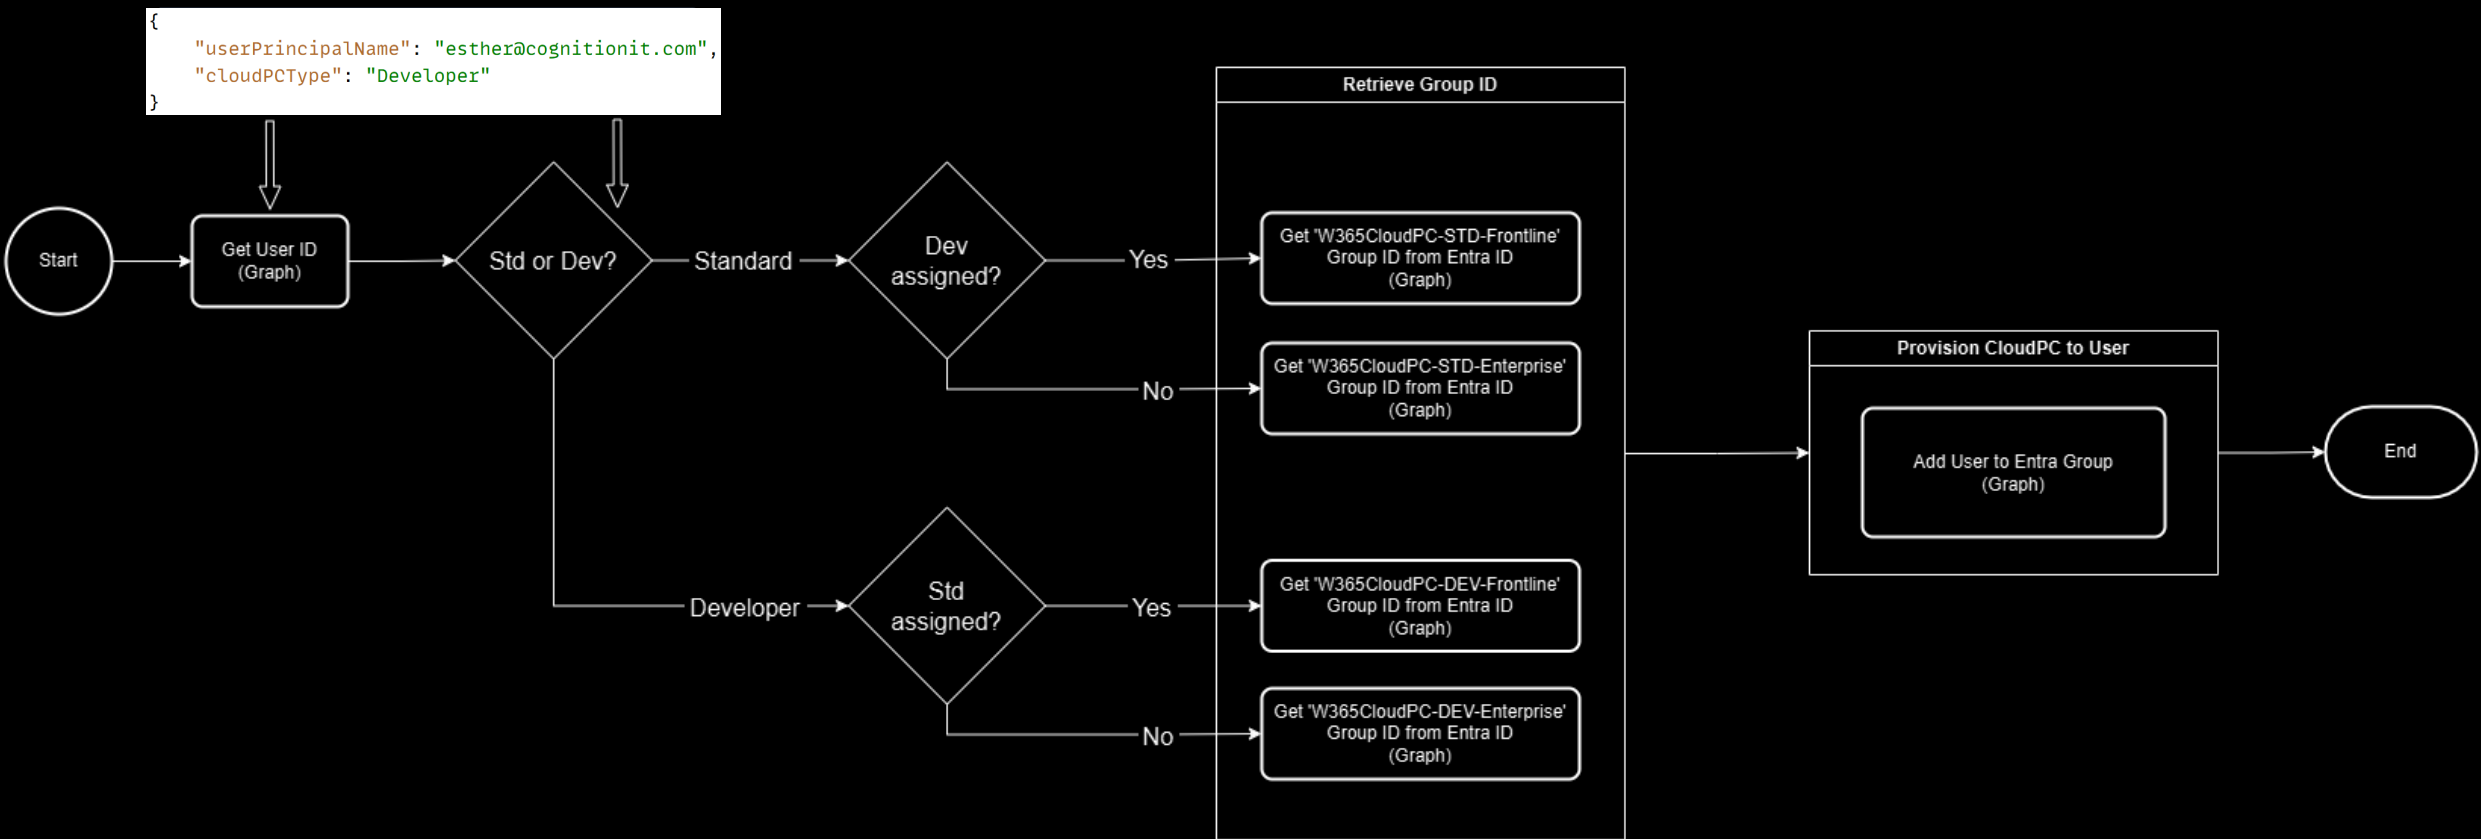 {
    "userPrincipalName": "esther@cognitionit.com",
    "cloudPCType": "Developer"
}
Start
Get User ID
(Graph)
Std or Dev?
Standard
Dev
assigned?
Yes
No
Developer
Std
assigned?
Yes
No
Retrieve Group ID
Get 'W365CloudPC-STD-Frontline'
Group ID from Entra ID
(Graph)
Get 'W365CloudPC-STD-Enterprise'
Group ID from Entra ID
(Graph)
Get 'W365CloudPC-DEV-Frontline'
Group ID from Entra ID
(Graph)
Get 'W365CloudPC-DEV-Enterprise'
Group ID from Entra ID
(Graph)
Provision CloudPC to User
Add User to Entra Group
(Graph)
End